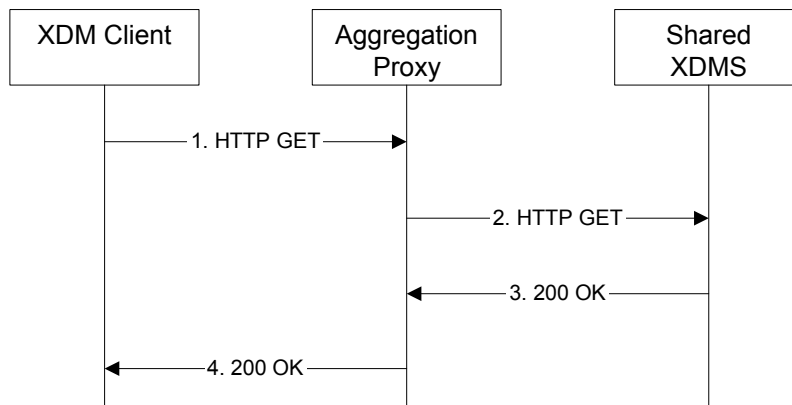 XDM Client
Aggregation
Proxy
Shared
XDMS
1. HTTP GET
2. HTTP GET
3. 200 OK
4. 200 OK